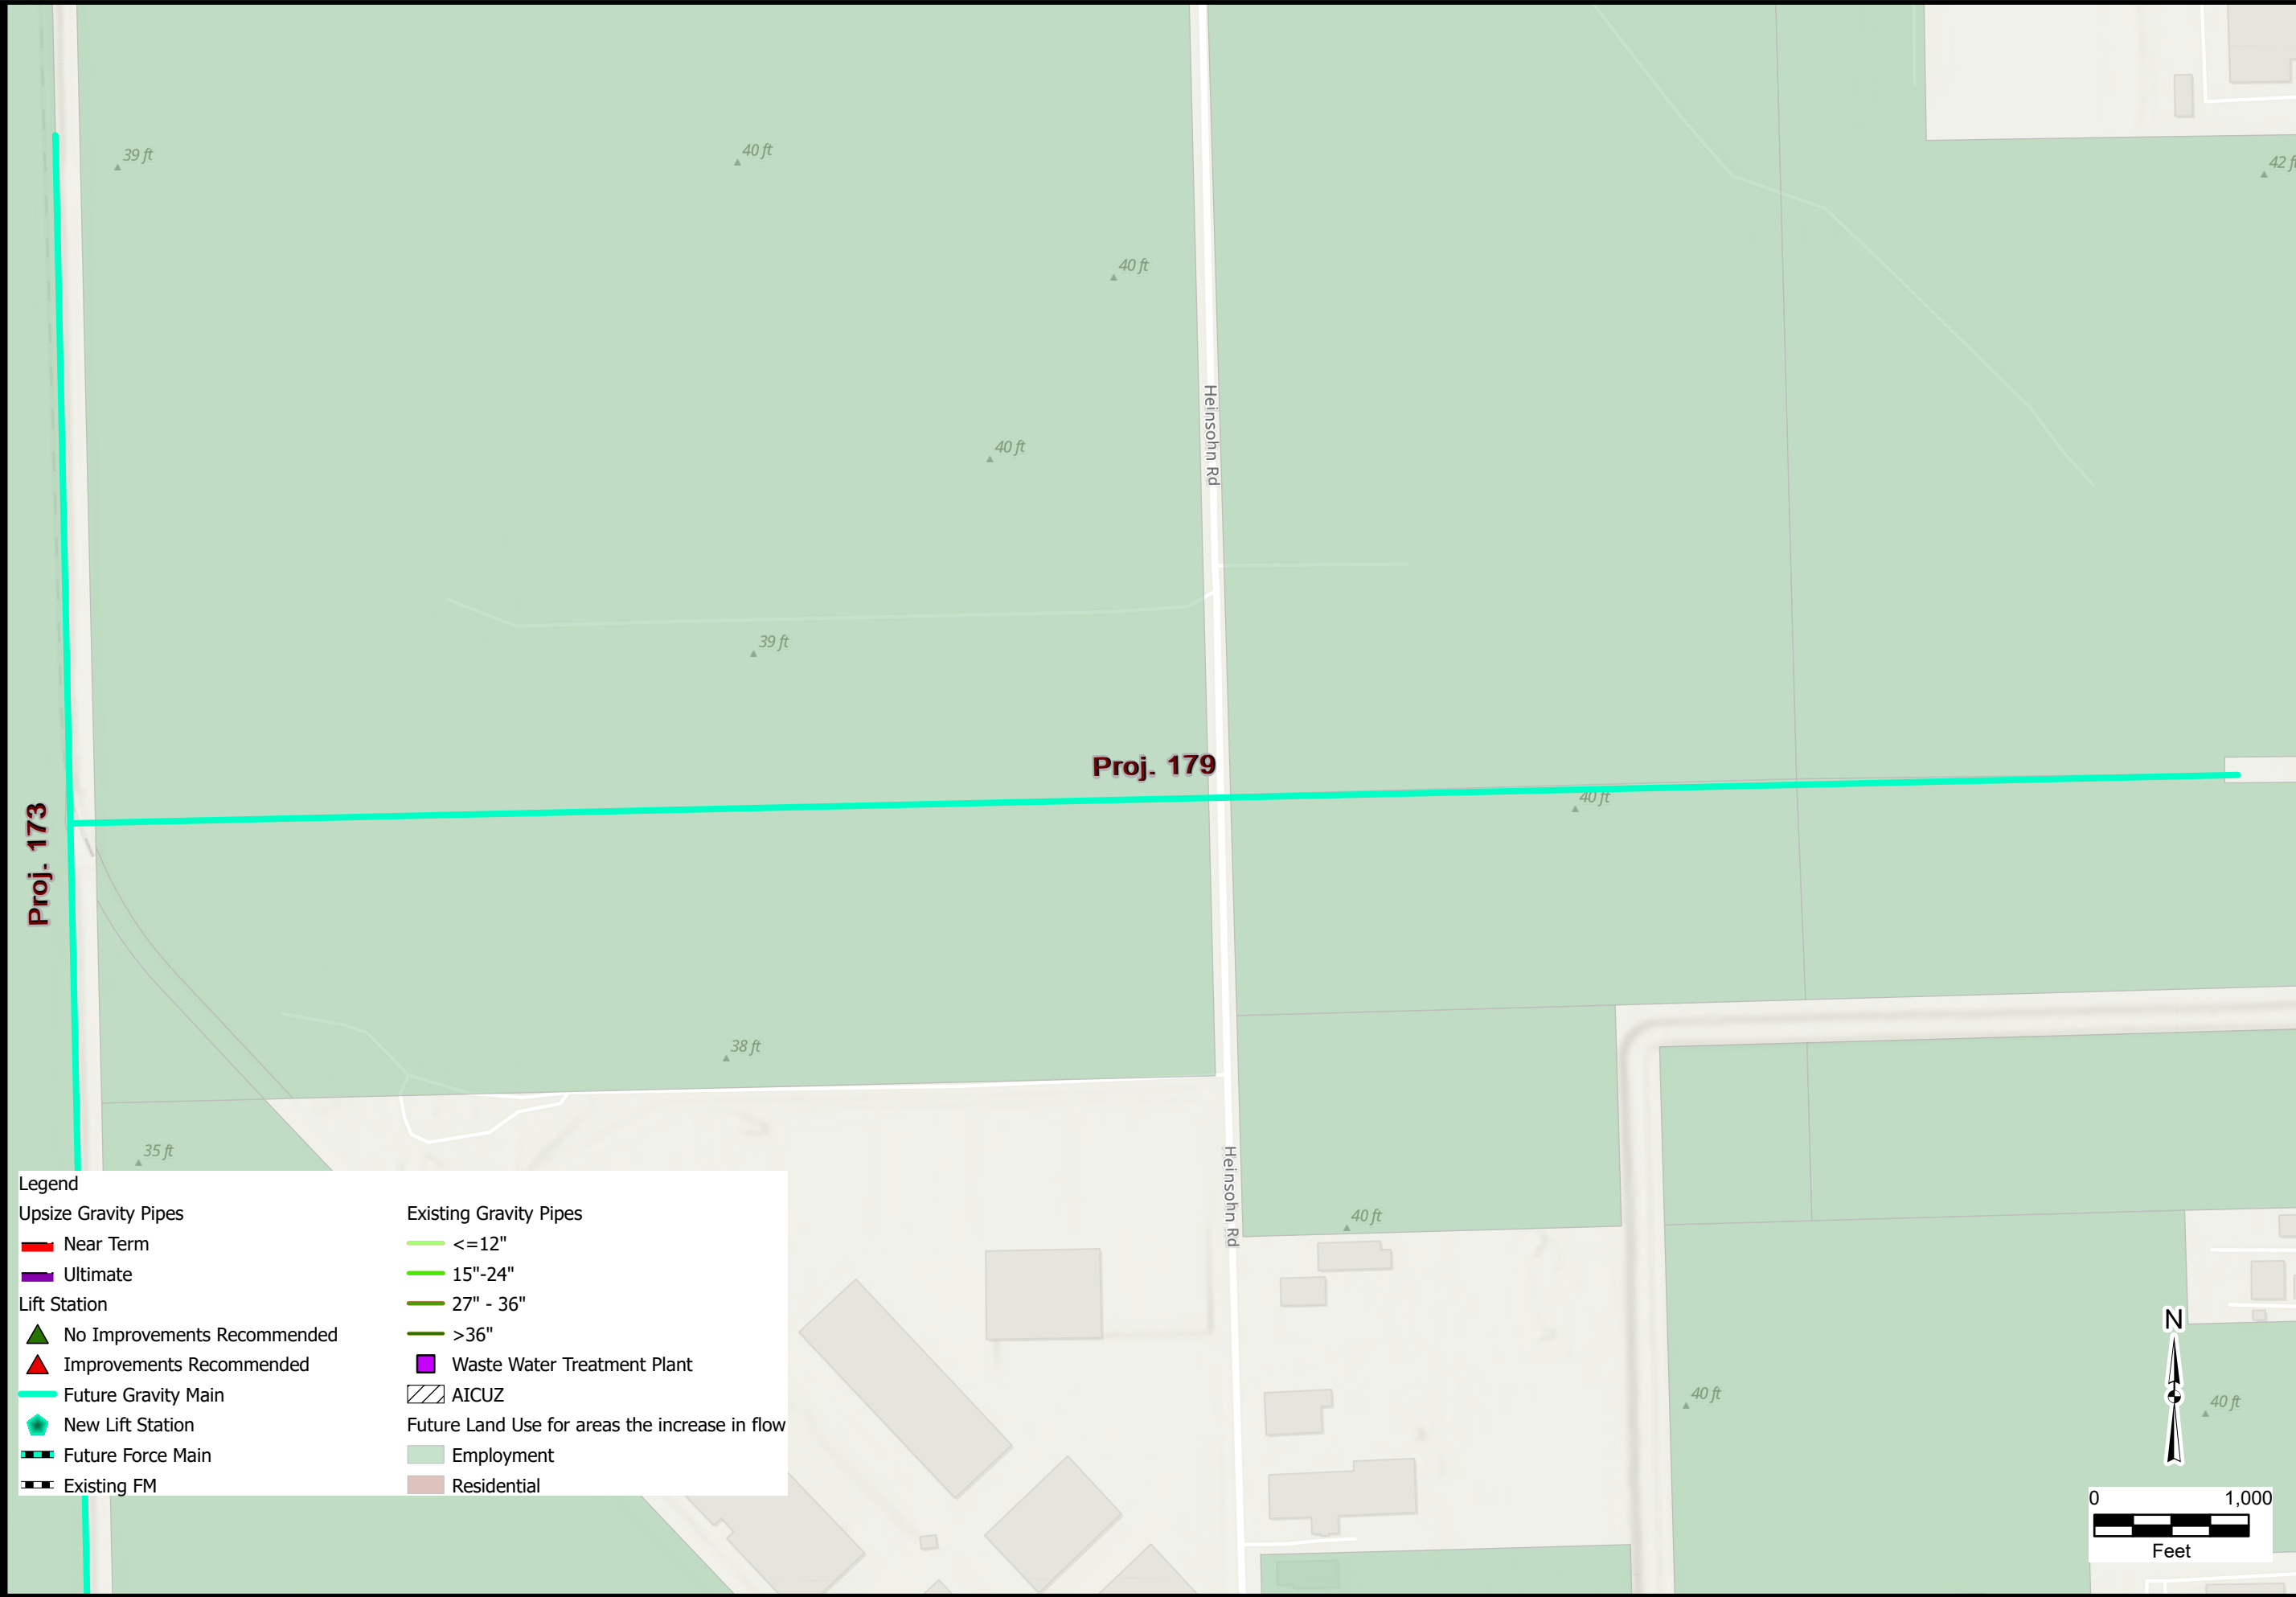 39 ft
40 ft
42 ft
40 ft
Heinsohn Rd
40 ft
39 ft
Proj. 179
40 ft
Proj. 173
38 ft
35 ft
Heinsohn Rd
40 ft
40 ft
40 ft
Legend
Upsize Gravity Pipes
Near Term
Ultimate
Lift Station
No Improvements Recommended
Improvements Recommended
Future Gravity Main
New Lift Station
Future Force Main
Existing FM
Existing Gravity Pipes
<=12"
15"-24"
27" - 36"
>36"
Waste Water Treatment Plant
AICUZ
Future Land Use for areas the increase in flow
Employment
Residential
N
0 1,000
Feet